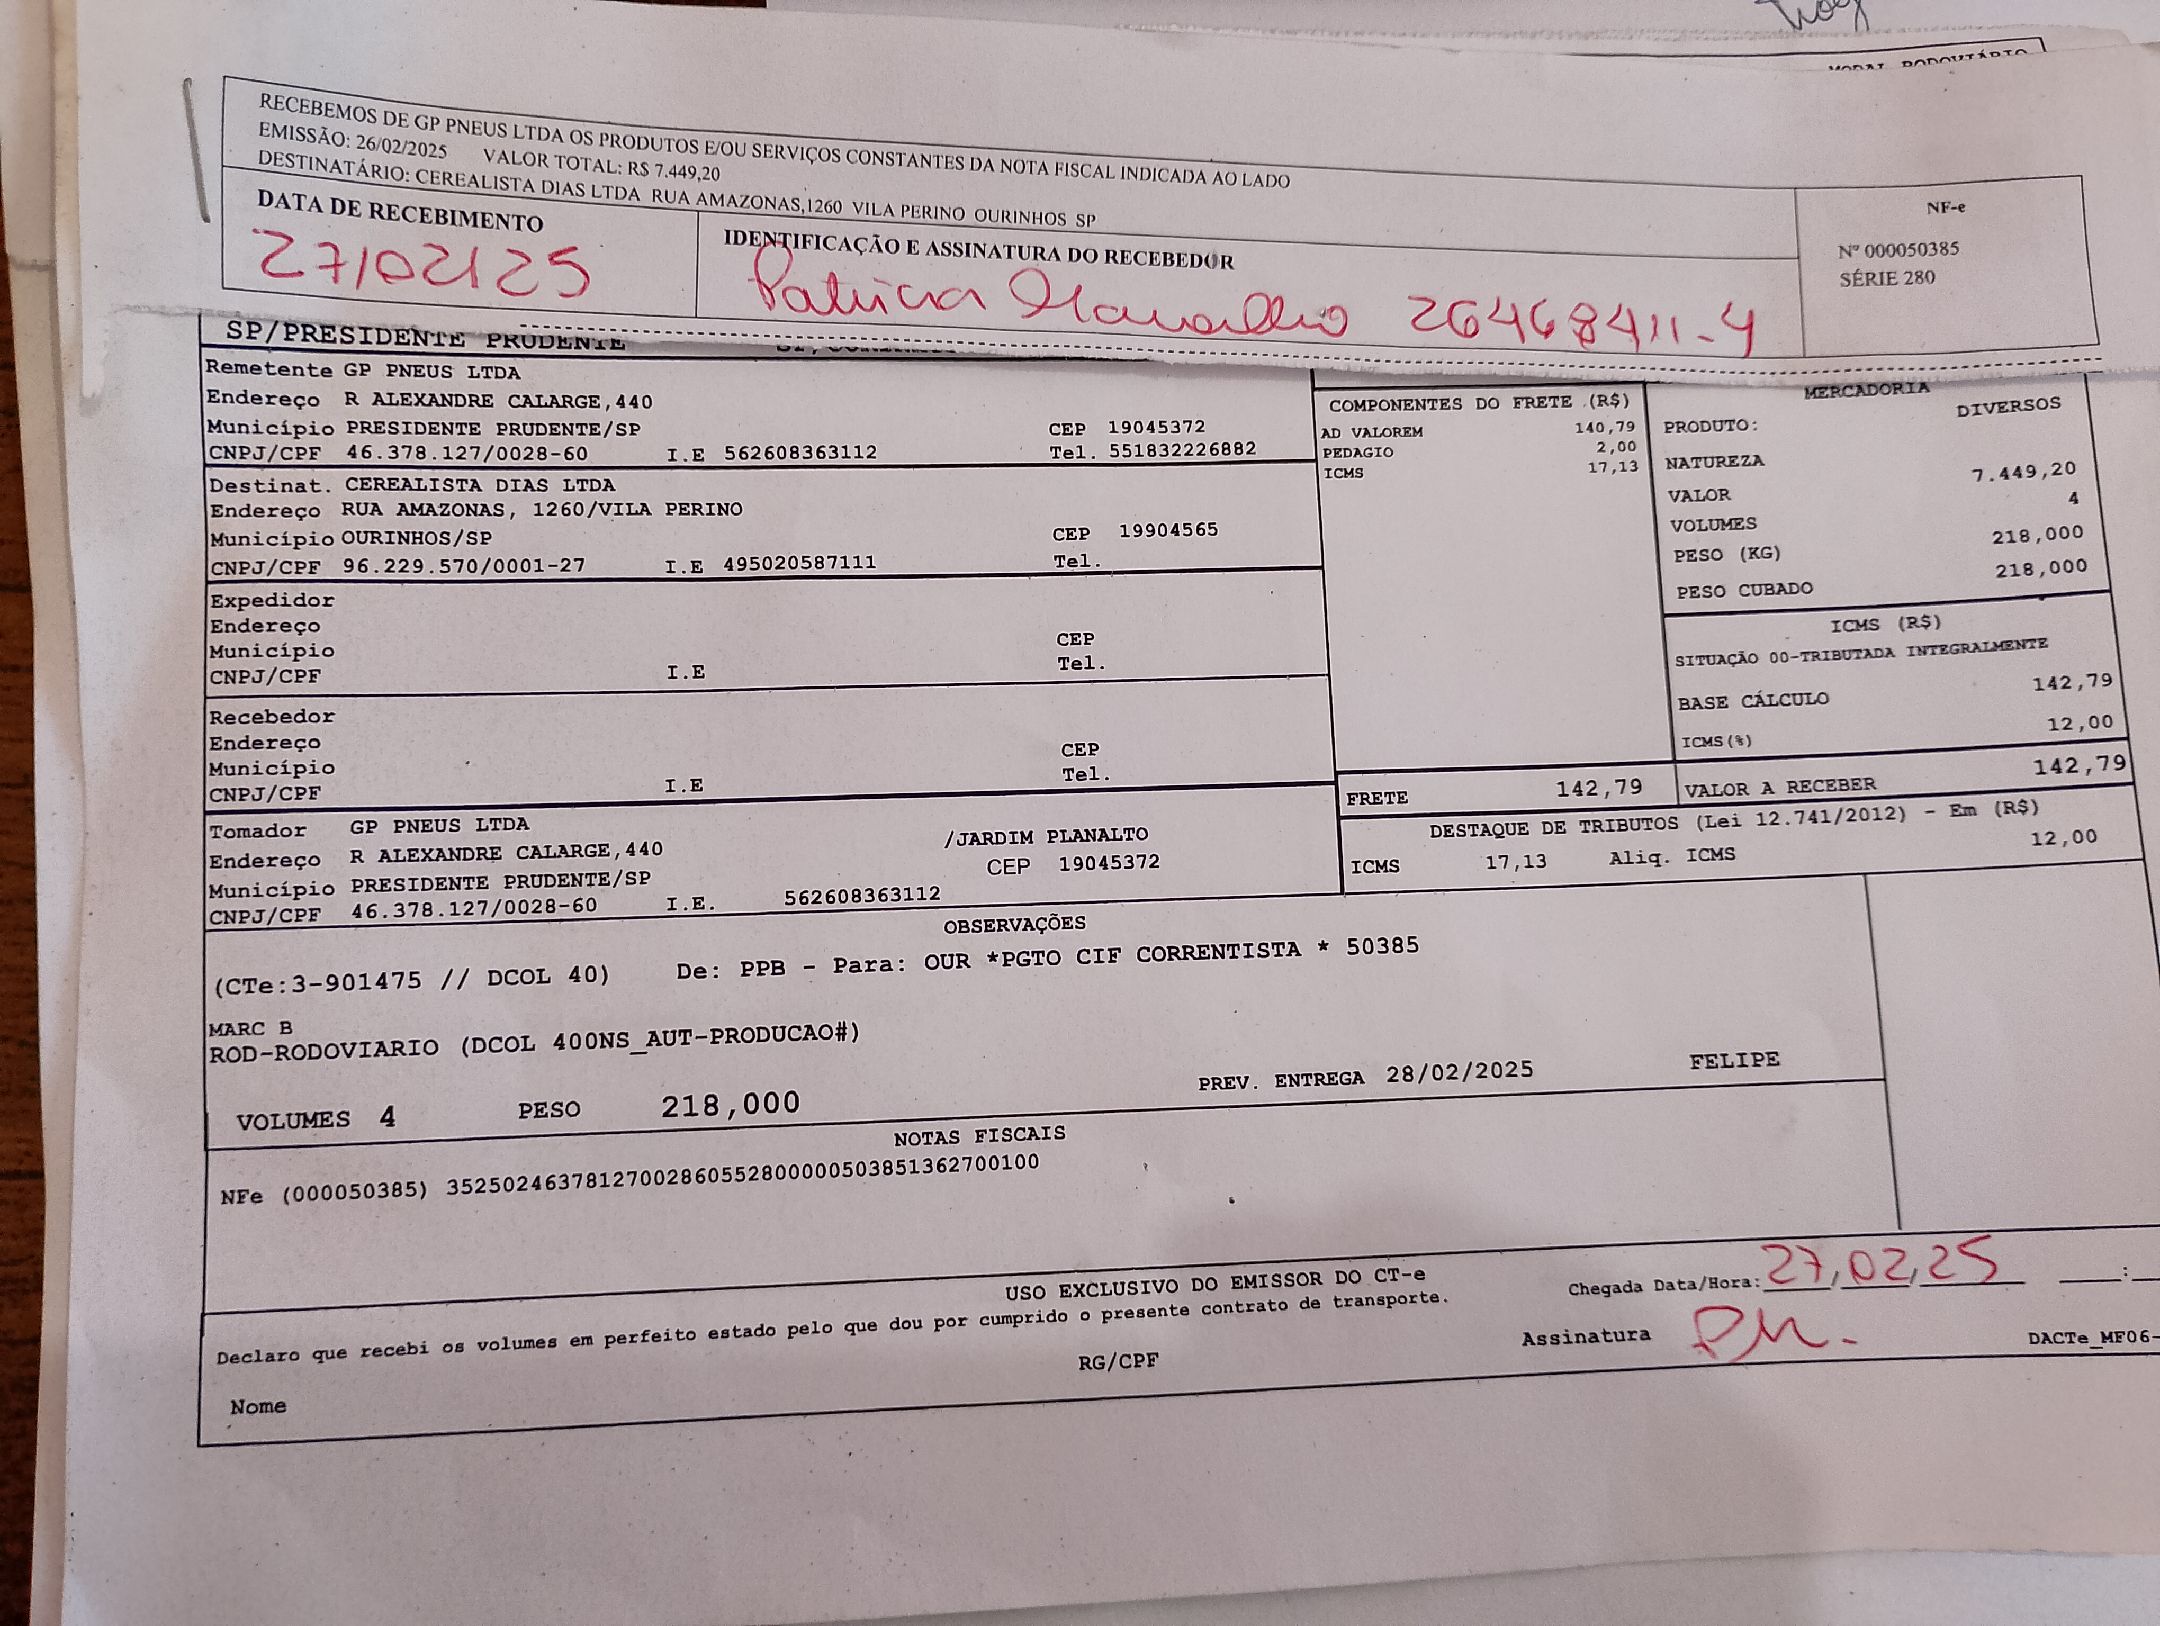 MODAL RODOVIÁRIO
RECEBEMOS DE GP PNEUS LTDA OS PRODUTOS E/OU SERVIÇOS CONSTANTES DA NOTA FISCAL INDICADA AO LADO
EMISSÃO: 26/02/2025 VALOR TOTAL: R$ 7.449,20
DESTINATÁRIO: CEREALISTA DIAS LTDA RUA AMAZONAS,1260 VILA PERINO OURINHOS SP
DATA DE RECEBIMENTO
27/02/25
IDENTIFICAÇÃO E ASSINATURA DO RECEBEDOR
Patricia 26468411-4
NF-e
Nº 000050385
SÉRIE 280
SP/PRESIDENTE PRUDENTE
Remetente GP PNEUS LTDA
Endereço R ALEXANDRE CALARGE,440
Município PRESIDENTE PRUDENTE/SP CEP 19045372
CNPJ/CPF 46.378.127/0028-60 I.E 562608363112 Tel. 551832226882
Destinat. CEREALISTA DIAS LTDA
Endereço RUA AMAZONAS, 1260/VILA PERINO
Município OURINHOS/SP CEP 19904565
CNPJ/CPF 96.229.570/0001-27 I.E 495020587111 Tel.
Expedidor
Endereço
Município CEP
CNPJ/CPF I.E Tel.
Recebedor
Endereço
Município CEP
CNPJ/CPF I.E Tel.
Tomador GP PNEUS LTDA /JARDIM PLANALTO
Endereço R ALEXANDRE CALARGE,440 CEP 19045372
Município PRESIDENTE PRUDENTE/SP
CNPJ/CPF 46.378.127/0028-60 I.E. 562608363112
COMPONENTES DO FRETE (R$)
AD VALOREM 140,79
PEDAGIO 2,00
ICMS 17,13
MERCADORIA
PRODUTO: DIVERSOS
NATUREZA
VALOR 7.449,20
VOLUMES 4
PESO (KG) 218,000
PESO CUBADO 218,000
ICMS (R$)
SITUAÇÃO 00-TRIBUTADA INTEGRALMENTE
BASE CÁLCULO 142,79
ICMS(%) 12,00
FRETE 142,79 VALOR A RECEBER 142,79
DESTAQUE DE TRIBUTOS (Lei 12.741/2012) - Em (R$)
ICMS 17,13 Aliq. ICMS 12,00
OBSERVAÇÕES
(CTe:3-901475 // DCOL 40) De: PPB - Para: OUR *PGTO CIF CORRENTISTA * 50385
MARC B
ROD-RODOVIARIO (DCOL 400NS_AUT-PRODUCAO#)
VOLUMES 4 PESO 218,000 PREV. ENTREGA 28/02/2025 FELIPE
NOTAS FISCAIS
NFe (000050385) 35250246378127002860552800000503851362700100
USO EXCLUSIVO DO EMISSOR DO CT-e
Chegada Data/Hora: 27/02/25 :
Declaro que recebi os volumes em perfeito estado pelo que dou por cumprido o presente contrato de transporte.
Nome RG/CPF Assinatura DACTe_MF06-